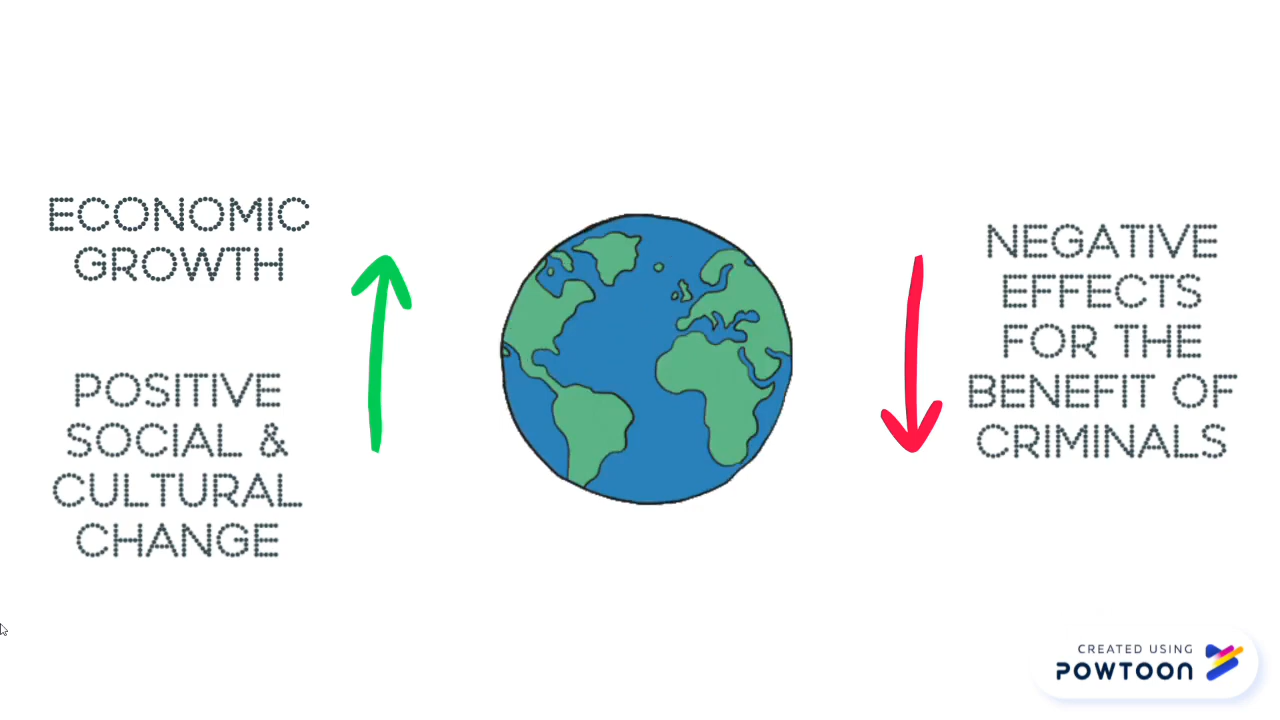 ECONOMIC
GROWTH
POSITIVE
SOCIAL &
CULTURAL
CHANGE
NEGATIVE
EFFECTS
FOR THE
BENEFIT OF
CRIMINALS
CREATED USING
POWTOON